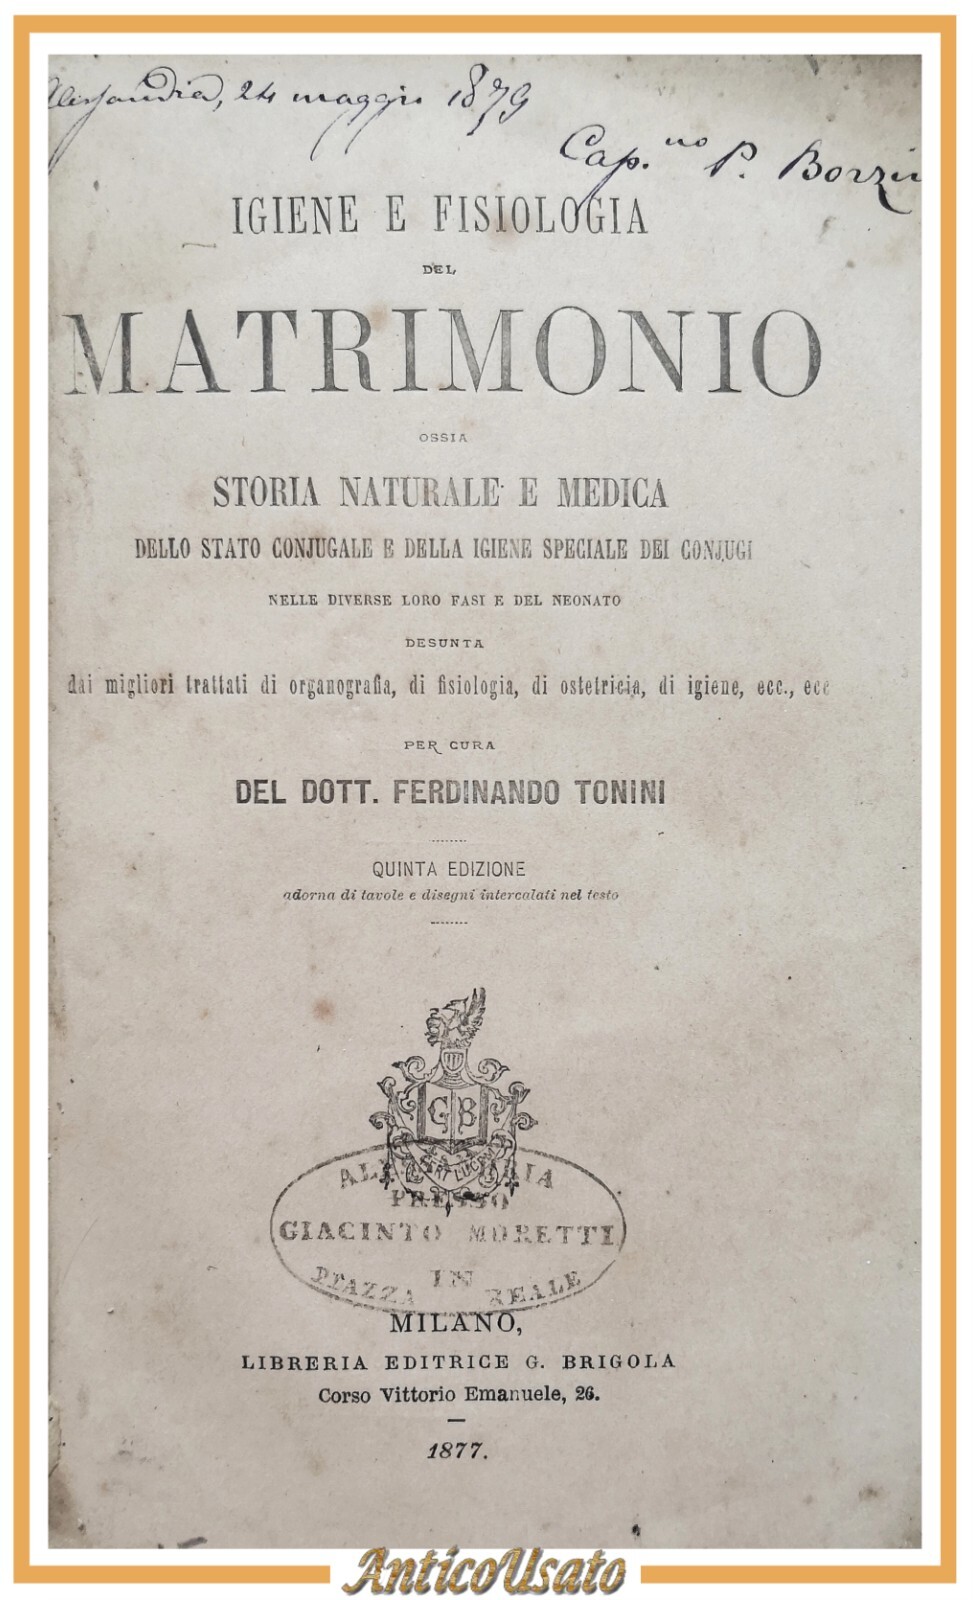 Alessandria, 24 maggio 1879
Cap.no P. Borzi
IGIENE E FISIOLOGIA
DEL
MATRIMONIO
OSSIA
STORIA NATURALE E MEDICA
DELLO STATO CONJUGALE E DELLA IGIENE SPECIALE DEI CONJUGI
NELLE DIVERSE LORO FASI E DEL NEONATO
DESUNTA
dai migliori trattati di organografia, di fisiologia, di ostetricia, di igiene, ecc., ecc
PER CURA
DEL DOTT. FERDINANDO TONINI
QUINTA EDIZIONE
adorna di tavole e disegni intercalati nel testo
GB
PRESSO
GIACINTO MORETTI
IN
PIAZZA REALE
MILANO,
LIBRERIA EDITRICE G. BRIGOLA
Corso Vittorio Emanuele, 26.
1877.
AnticoUsato